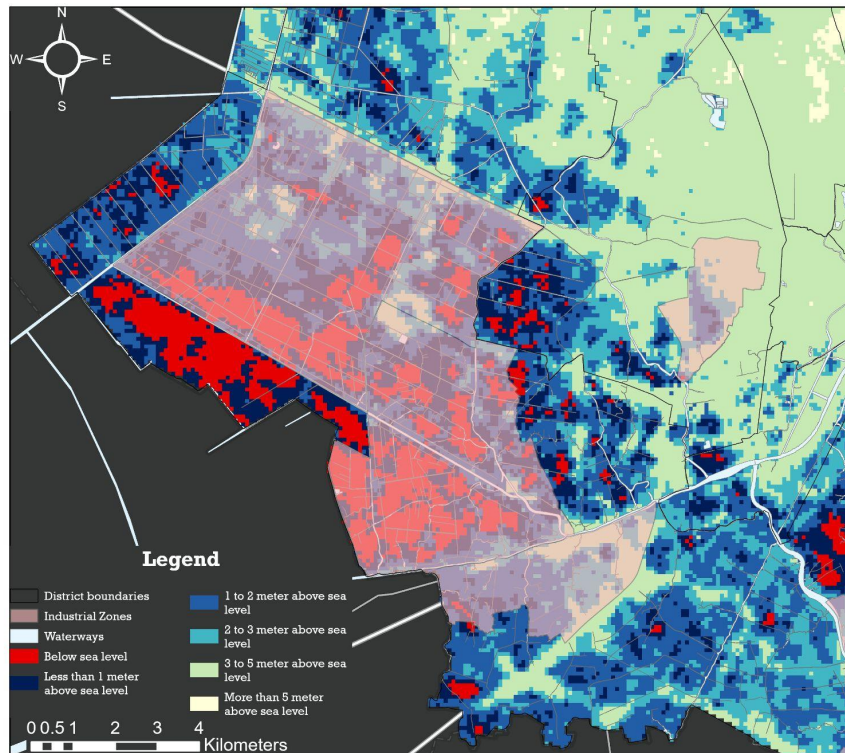 N
W E
S
Legend
District boundaries
Industrial Zones
Waterways
Below sea level
Less than 1 meter
above sea level
1 to 2 meter above sea
level
2 to 3 meter above sea
level
3 to 5 meter above sea
level
More than 5 meter
above sea level
0 0.5 1 2 3 4
Kilometers